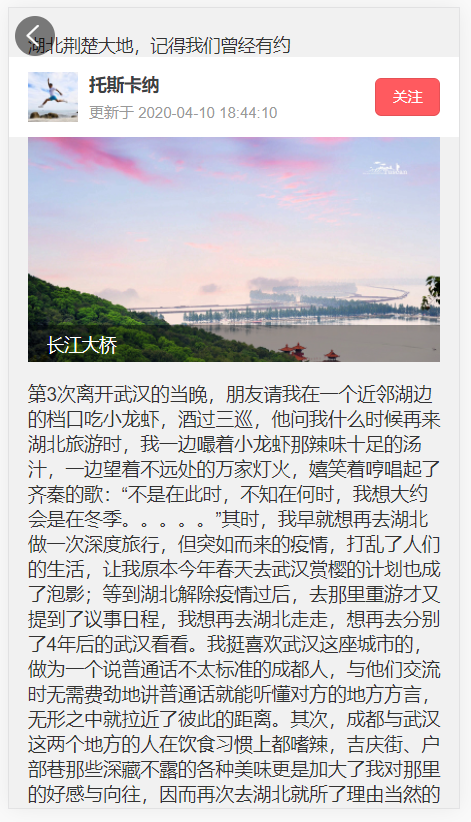 湖北荆楚大地，记得我们曾经有约
托斯卡纳
更新于 2020-04-10 18:44:10
关注
长江大桥
第3次离开武汉的当晚，朋友请我在一个近邻湖边
的档口吃小龙虾，酒过三巡，他问我什么时候再来
湖北旅游时，我一边嘬着小龙虾那辣味十足的汤
汁，一边望着不远处的万家灯火，嬉笑着哼唱起了
齐秦的歌：“不是在此时，不知在何时，我想大约
会是在冬季。。。。。”其时，我早就想再去湖北
做一次深度旅行，但突如而来的疫情，打乱了人们
的生活，让我原本今年春天去武汉赏樱的计划也成
了泡影；等到湖北解除疫情过后，去那里重游才又
提到了议事日程，我想再去湖北走走，想再去分别
了4年后的武汉看看。我挺喜欢武汉这座城市的，
做为一个说普通话不太标准的成都人，与他们交流
时无需费劲地讲普通话就能听懂对方的地方方言，
无形之中就拉近了彼此的距离。其次，成都与武汉
这两个地方的人在饮食习惯上都嗜辣，吉庆街、户
部巷那些深藏不露的各种美味更是加大了我对那里
的好感与向往，因而再次去湖北就所了理由当然的